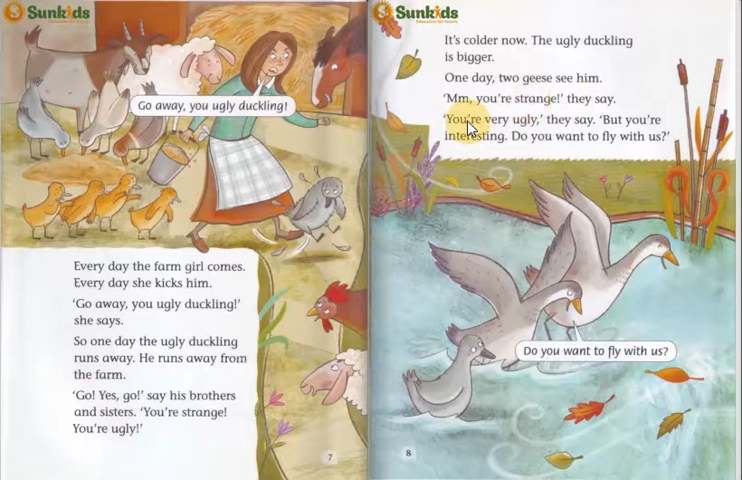 Sunkids
Go away, you ugly duckling!
Every day the farm girl comes.
Every day she kicks him.
'Go away, you ugly duckling!'
she says.
So one day the ugly duckling
runs away. He runs away from
the farm.
'Go! Yes, go!' say his brothers
and sisters. 'You're strange!
You're ugly!'
7
Sunkids
It's colder now. The ugly duckling
is bigger.
One day, two geese see him.
'Mm, you're strange!' they say.
'You're very ugly,' they say. 'But you're
interesting. Do you want to fly with us?'
Do you want to fly with us?
8